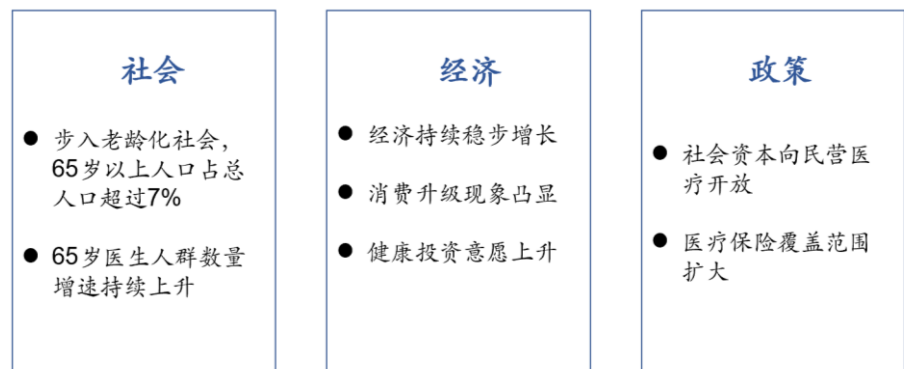 社会
步入老龄化社会，
65岁以上人口占总
人口超过7%
65岁医生人群数量
增速持续上升
经济
经济持续稳步增长
消费升级现象凸显
健康投资意愿上升
政策
社会资本向民营医
疗开放
医疗保险覆盖范围
扩大